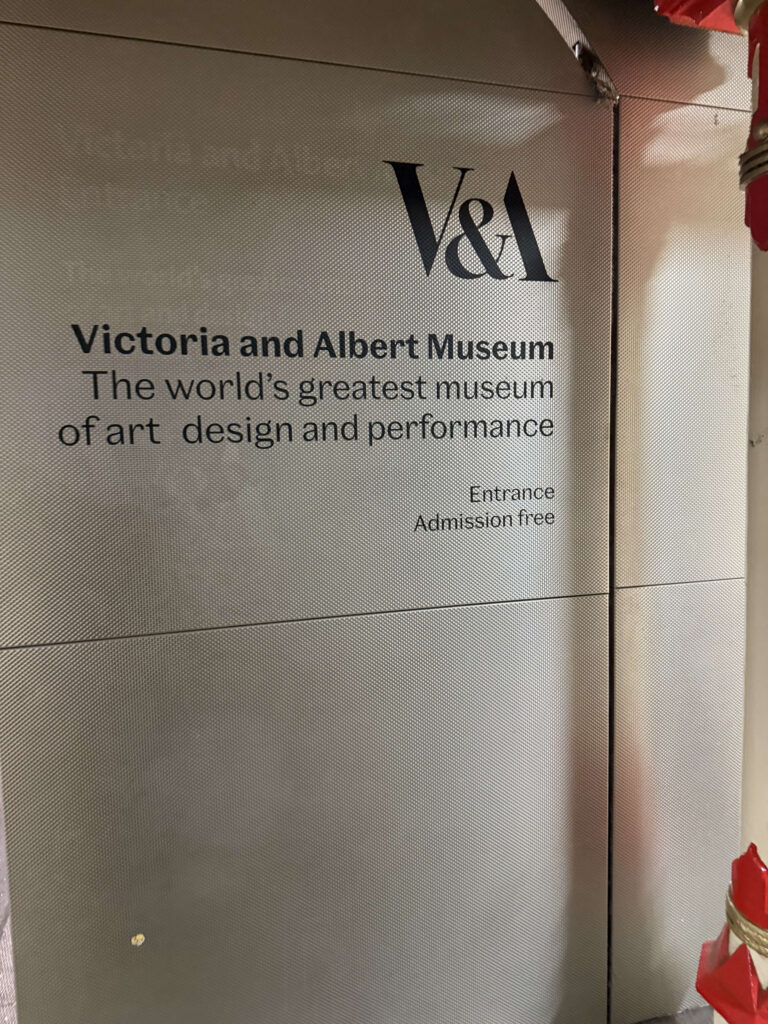 V&A
Victoria and Albert Museum
The world's greatest museum
of art design and performance
Entrance
Admission free